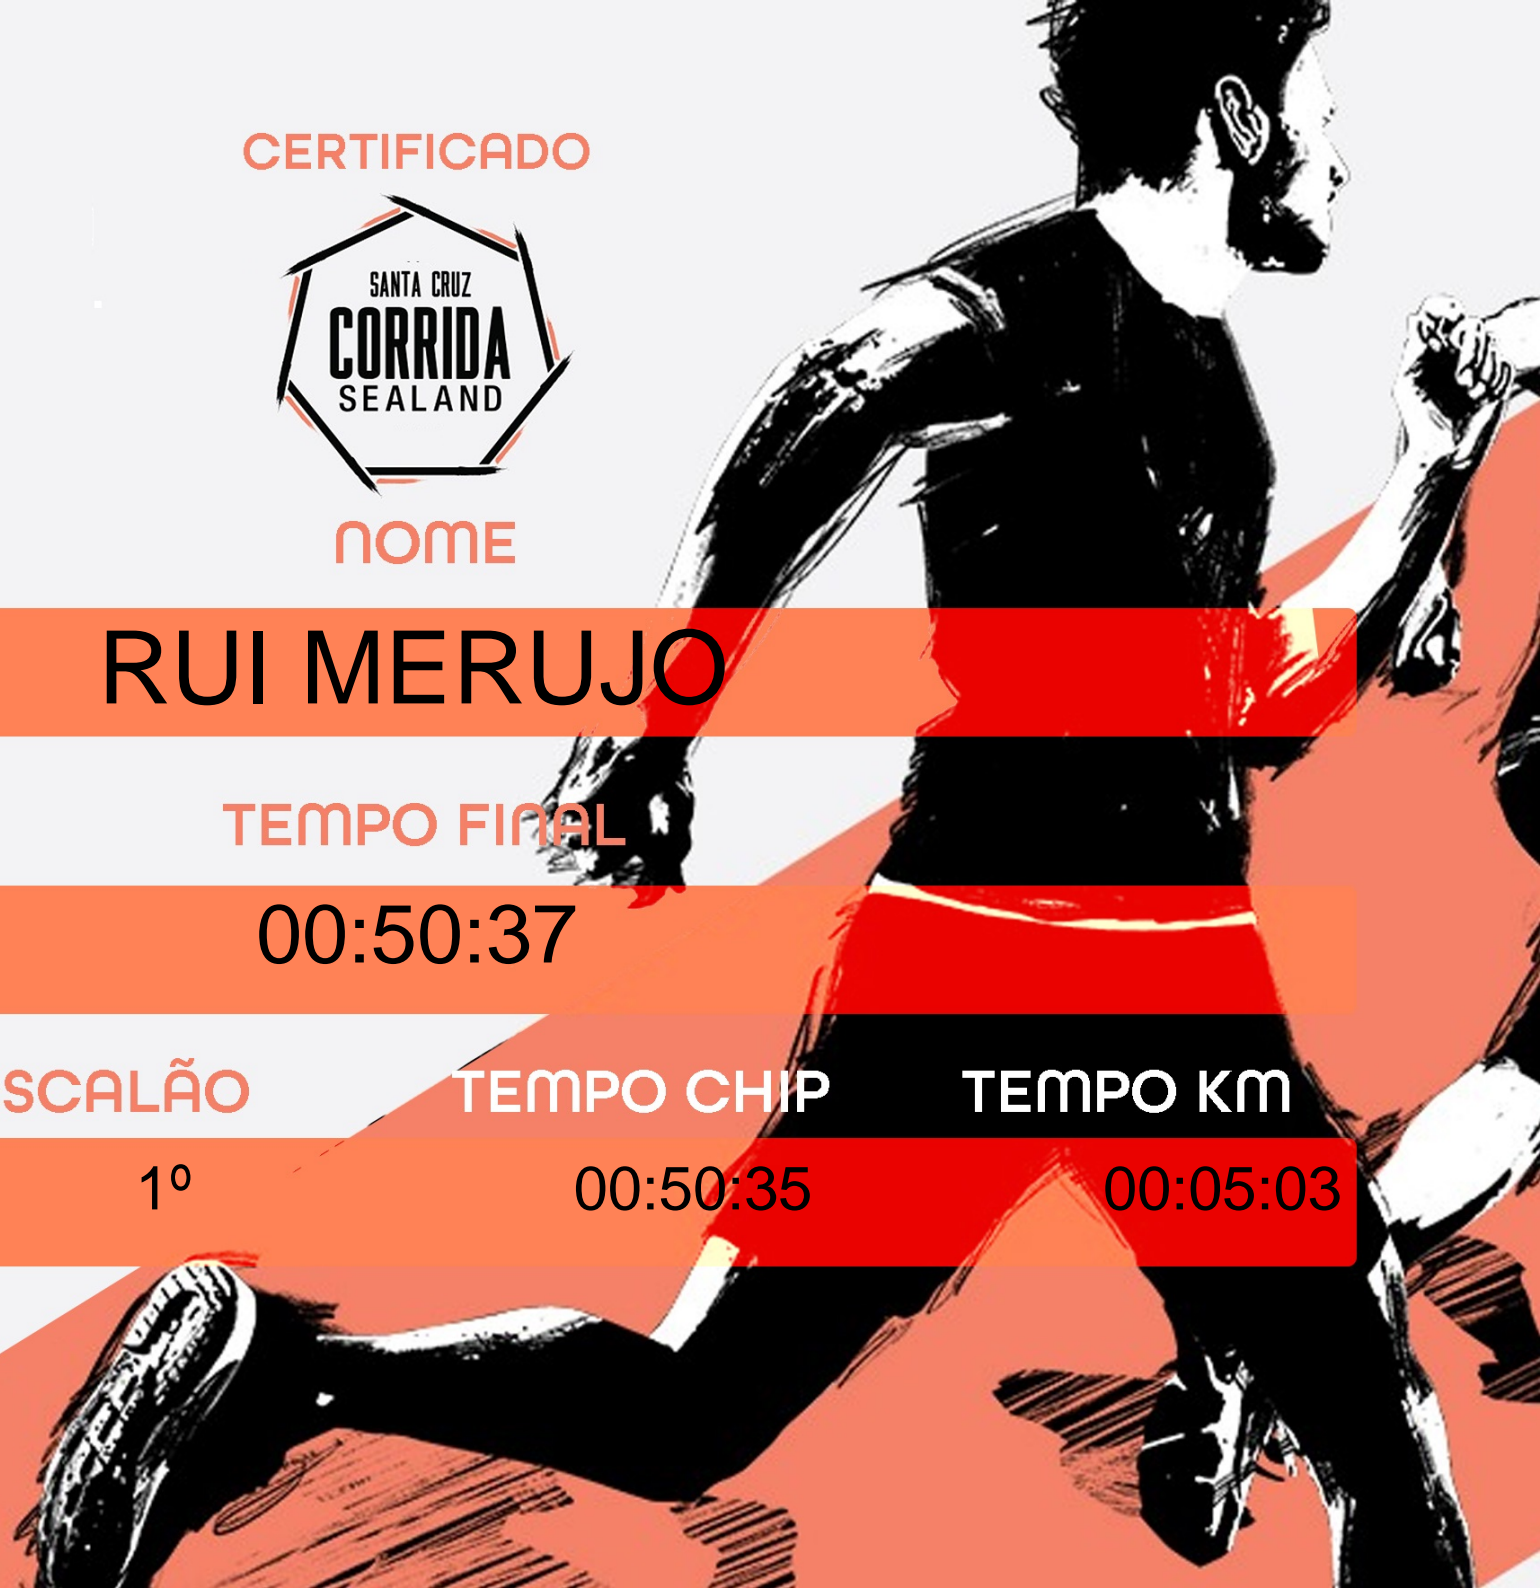 CERTIFICADO
SANTA CRUZ
CORRIDA
SEALAND
NOME
RUI MERUJO
TEMPO FINAL
00:50:37
SCALÃO TEMPO CHIP TEMPO KM
1º 00:50:35 00:05:03